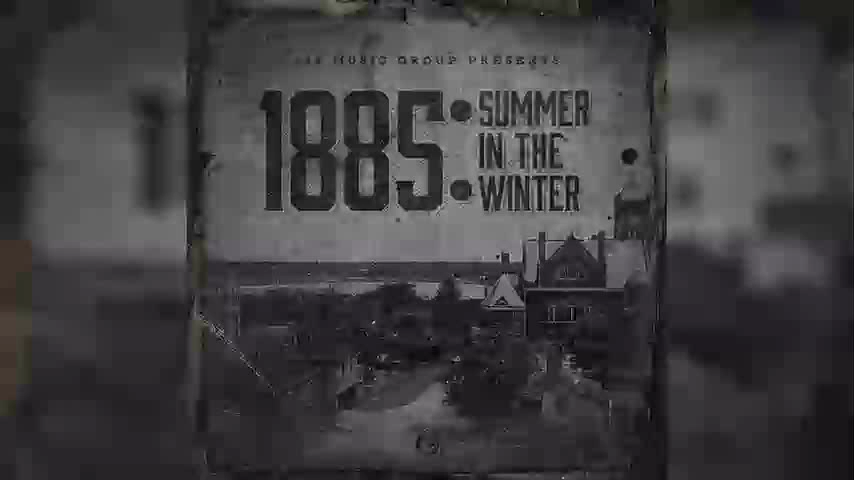 MUSIC GROUP PRESENTS
1885:
SUMMER
IN THE
WINTER